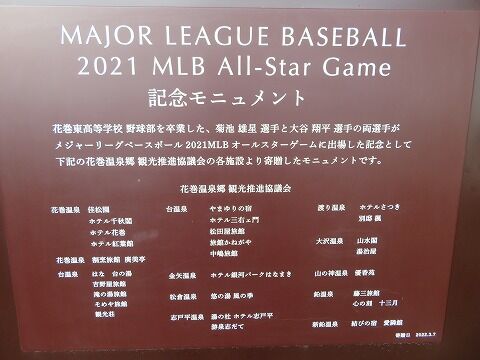 MAJOR LEAGUE BASEBALL
2021 MLB All-Star Game
記念モニュメント
花巻東高等学校 野球部を卒業した、菊池 雄星 選手と大谷 翔平 選手の両選手が
メジャーリーグベースボール 2021MLB オールスターゲームに出場した記念として
下記の花巻温泉郷 観光推進協議会の各施設より寄贈したモニュメントです。
花巻温泉郷 観光推進協議会
花巻温泉 佳松園
ホテル千秋閣
ホテル花巻
ホテル紅葉館
花巻温泉 割烹旅館 廣美亭
台温泉 はな 台の湯
吉野屋旅館
滝の湯旅館
そめや旅館
観光荘
台温泉 やまゆりの宿
ホテル三右ェ門
松田屋旅館
旅館かねがや
中嶋旅館
金矢温泉 ホテル銀河パークはなまき
松倉温泉 悠の湯 風の季
志戸平温泉 湯の杜 ホテル志戸平
游泉志だて
渡り温泉 ホテルさつき
別邸 楓
大沢温泉 山水閣
湯治屋
山の神温泉 優香苑
鉛温泉 藤三旅館
心の刻 十三月
新鉛温泉 結びの宿 愛隣館
寄贈日 2022.3.7